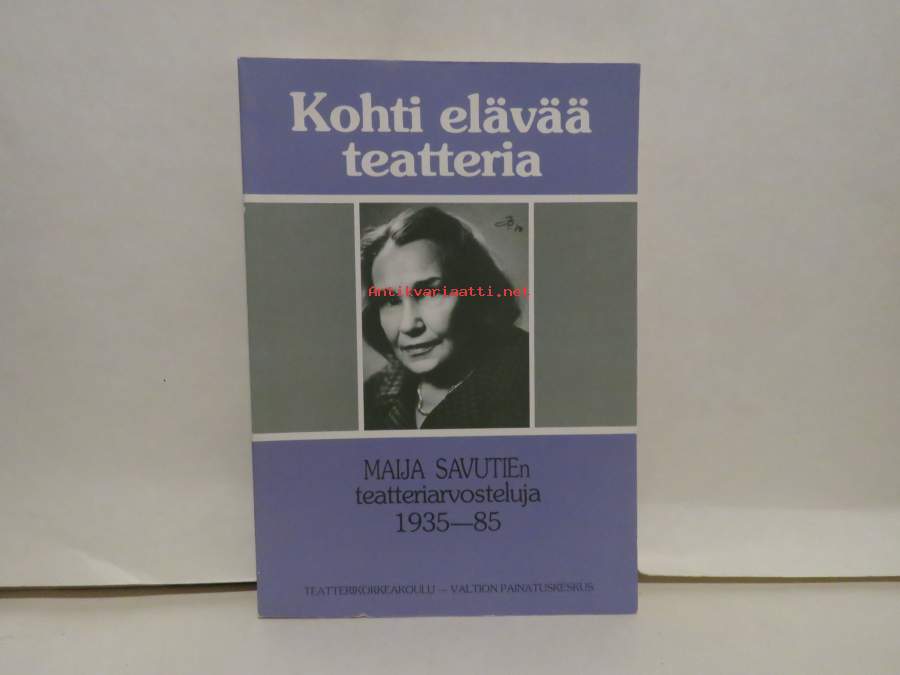 Kohti elävää
teatteria
Antikvariaatti.net
MAIJA SAVUTIEn
teatteriarvosteluja
1935—85
TEATTERIKORKEAKOULU — VALTION PAINATUSKESKUS